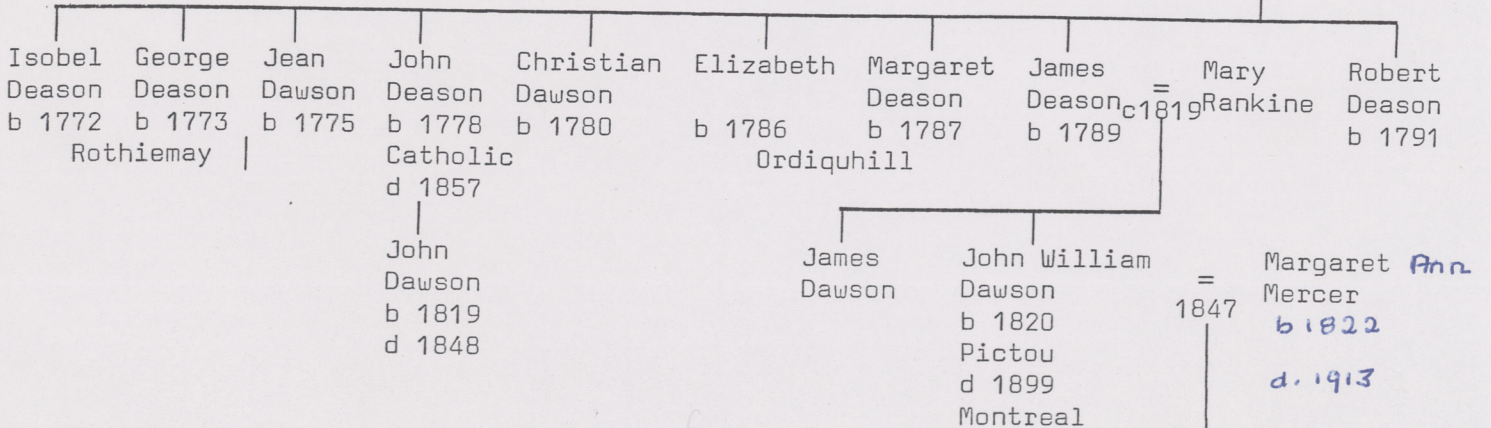 Isobel
Deason
b 1772
George
Deason
b 1773
Rothiemay
Jean
Dawson
b 1775
John
Deason
b 1778
Catholic
d 1857
Christian
Dawson
b 1780
Elizabeth
b 1786
Margaret
Deason
b 1787
Ordiquhill
James
Deason
b 1789
=
c1819
Mary
Rankine
Robert
Deason
b 1791
John
Dawson
b 1819
d 1848
James
Dawson
John William
Dawson
b 1820
Pictou
d 1899
Montreal
=
1847
Margaret Ann
Mercer
b 1822
d. 1913